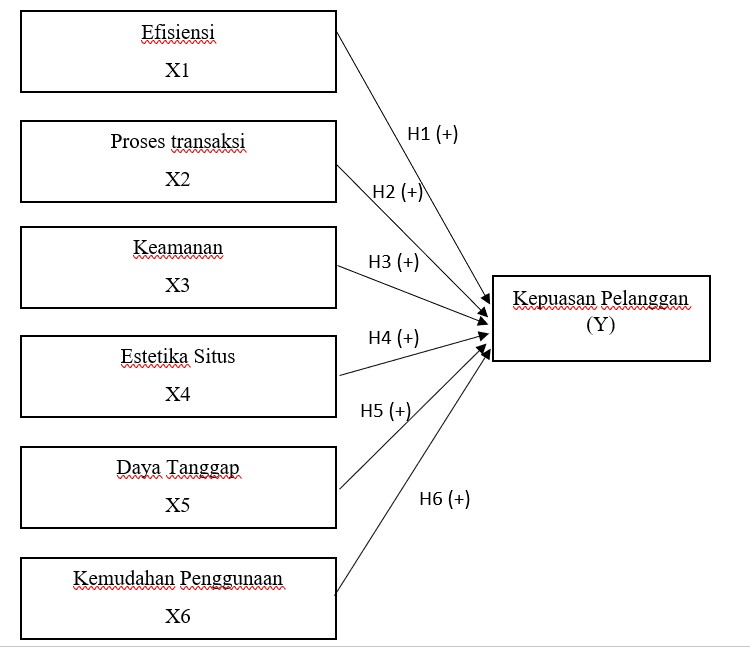 Efisiensi
X1
H1 (+)
Proses transaksi
X2
H2 (+)
Keamanan
X3
H3 (+)
Kepuasan Pelanggan
(Y)
Estetika Situs
X4
H4 (+)
Daya Tanggap
X5
H5 (+)
Kemudahan Penggunaan
X6
H6 (+)